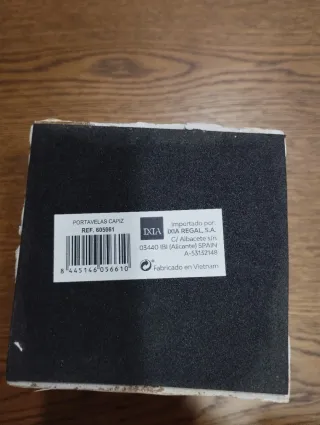 PORTAVELAS CAPIZ
REF. 605661
8 445146 056610
IXIA
Importado por:
IXIA REGAL, S.A.
C/ Albacete s/n
03440 IBI (Alicante) SPAIN
A-53132148
Fabricado en Vietnam